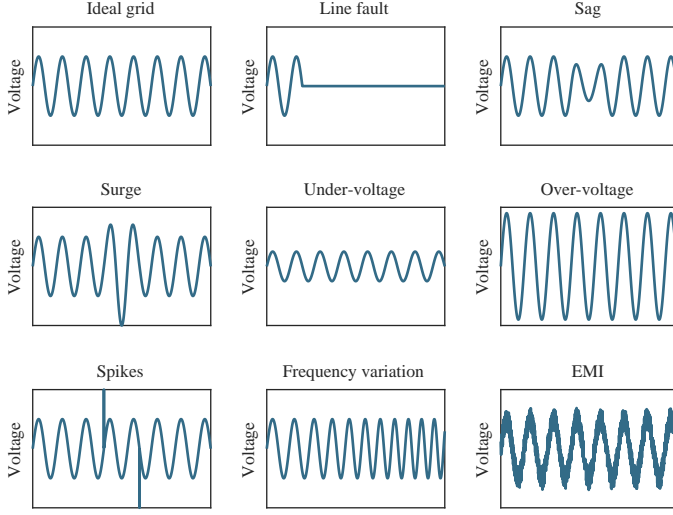 Ideal grid
Line fault
Sag
Voltage
Voltage
Voltage
Surge
Under-voltage
Over-voltage
Voltage
Voltage
Voltage
Spikes
Frequency variation
EMI
Voltage
Voltage
Voltage